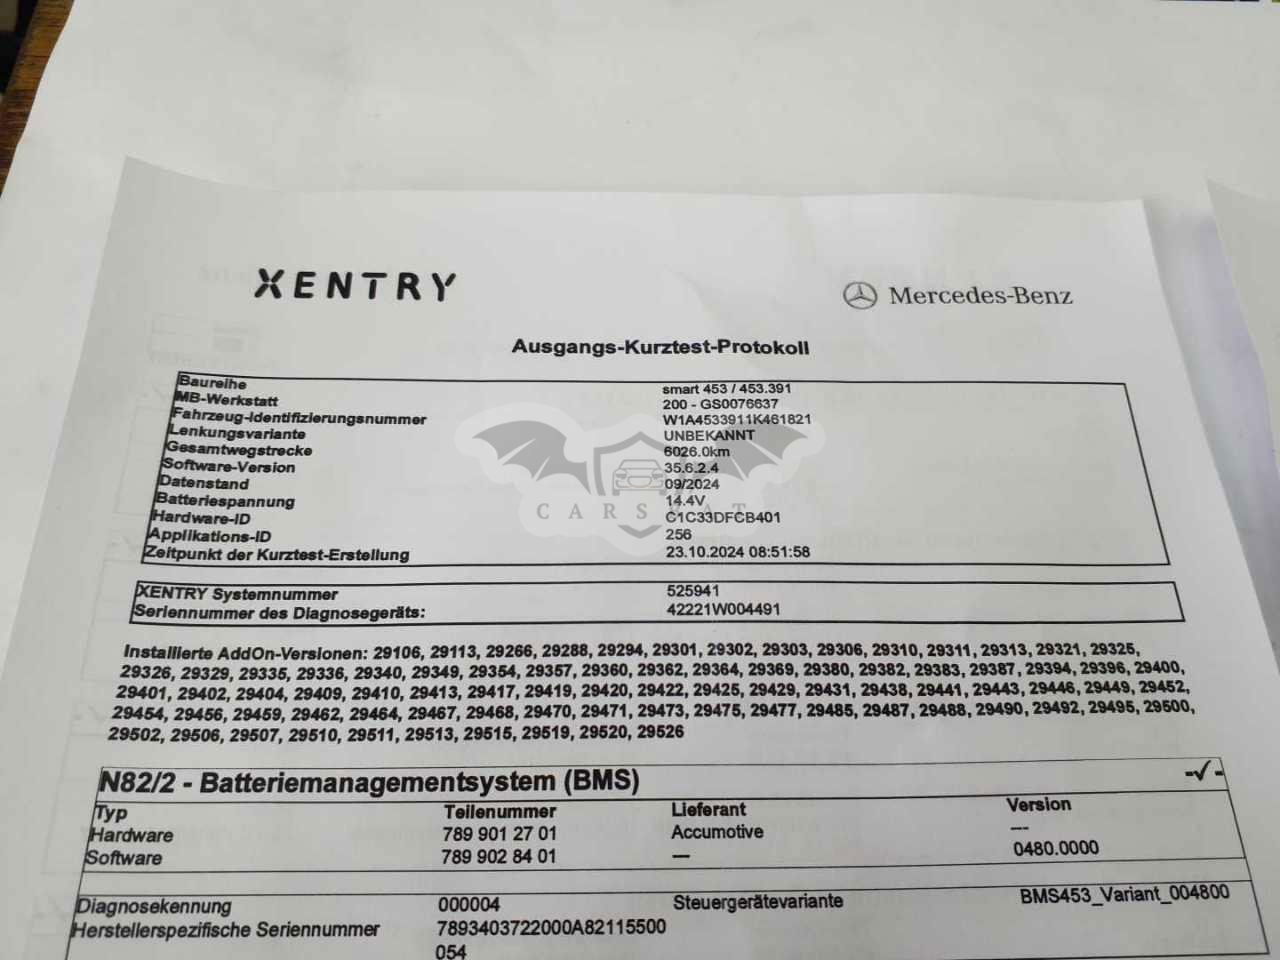 XENTRY
Mercedes-Benz
Ausgangs-Kurztest-Protokoll
Baureihe smart 453 / 453.391
MB-Werkstatt 200 - GS0076637
Fahrzeug-Identifizierungsnummer W1A4533911K461821
Lenkungsvariante UNBEKANNT
Gesamtwegstrecke 6026.0km
Software-Version 35.6.2.4
Datenstand 09/2024
Batteriespannung 14.4V
Hardware-ID C1C33DFCB401
Applikations-ID 256
Zeitpunkt der Kurztest-Erstellung 23.10.2024 08:51:58
CARSBAT
XENTRY Systemnummer 525941
Seriennummer des Diagnosegeräts: 42221W004491
Installierte AddOn-Versionen: 29106, 29113, 29266, 29288, 29294, 29301, 29302, 29303, 29306, 29310, 29311, 29313, 29321, 29325,
29326, 29329, 29335, 29336, 29340, 29349, 29354, 29357, 29360, 29362, 29364, 29369, 29380, 29382, 29383, 29387, 29394, 29396, 29400,
29401, 29402, 29404, 29409, 29410, 29413, 29417, 29419, 29420, 29422, 29425, 29429, 29431, 29438, 29441, 29443, 29446, 29449, 29452,
29454, 29456, 29459, 29462, 29464, 29467, 29468, 29470, 29471, 29473, 29475, 29477, 29485, 29487, 29488, 29490, 29492, 29495, 29500,
29502, 29506, 29507, 29510, 29511, 29513, 29515, 29519, 29520, 29526
N82/2 - Batteriemanagementsystem (BMS) -✓-
Typ Teilenummer Lieferant Version
Hardware 789 901 27 01 Accumotive ---
Software 789 902 84 01 --- 0480.0000
Diagnosekennung 000004 Steuergerätevariante BMS453_Variant_004800
Herstellerspezifische Seriennummer 7893403722000A82115500
054